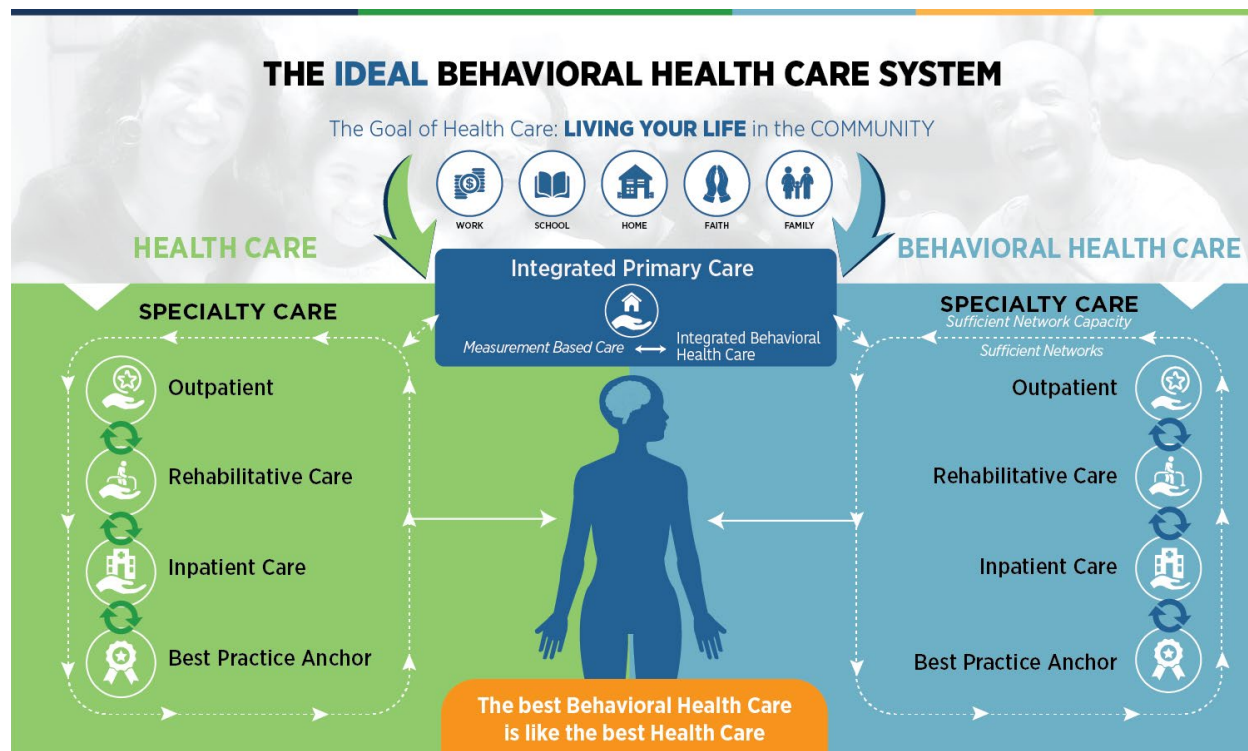 THE IDEAL BEHAVIORAL HEALTH CARE SYSTEM
The Goal of Health Care: LIVING YOUR LIFE in the COMMUNITY
WORK
SCHOOL
HOME
FAITH
FAMILY
HEALTH CARE
BEHAVIORAL HEALTH CARE
Integrated Primary Care
Measurement Based Care
Integrated Behavioral
Health Care
SPECIALTY CARE
Outpatient
Rehabilitative Care
Inpatient Care
Best Practice Anchor
SPECIALTY CARE
Sufficient Network Capacity
Sufficient Networks
Outpatient
Rehabilitative Care
Inpatient Care
Best Practice Anchor
The best Behavioral Health Care
is like the best Health Care